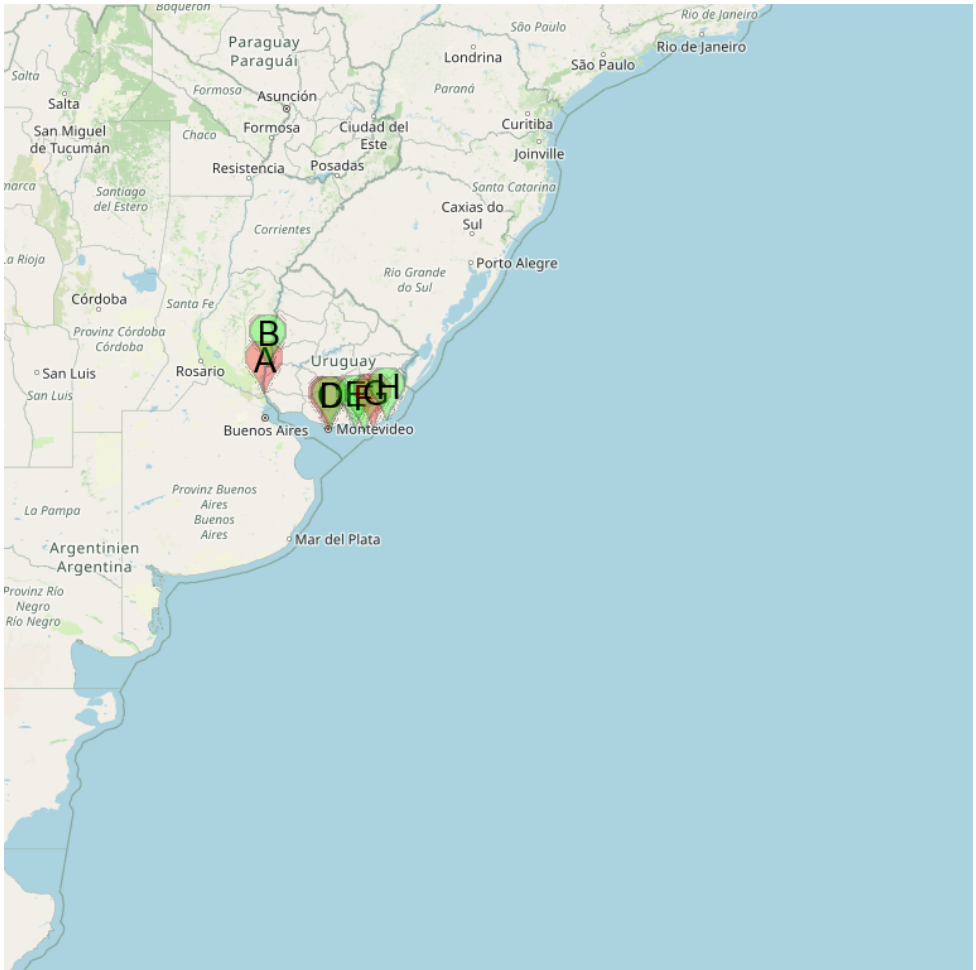 Boquerón
Rio de Janeiro
São Paulo
Paraguay
Paraguái
Rio de Janeiro
Londrina
São Paulo
Salta
Salta
Formosa
Paraná
Asunción
San Miguel
de Tucumán
Chaco
Formosa
Ciudad del
Este
Curitiba
Joinville
Resistencia
Posadas
marca
Santiago
del Estero
Santa Catarina
Caxias do
Sul
Corrientes
La Rioja
Porto Alegre
Rio Grande
do Sul
Córdoba
Santa Fe
Provinz Córdoba
Córdoba
B
A
Uruguay
San Luis
San Luis
Rosario
D
E
F
G
H
Buenos Aires
Montevideo
Provinz Buenos
Aires
Buenos
Aires
La Pampa
Mar del Plata
Argentinien
Argentina
Provinz Río
Negro
Río Negro